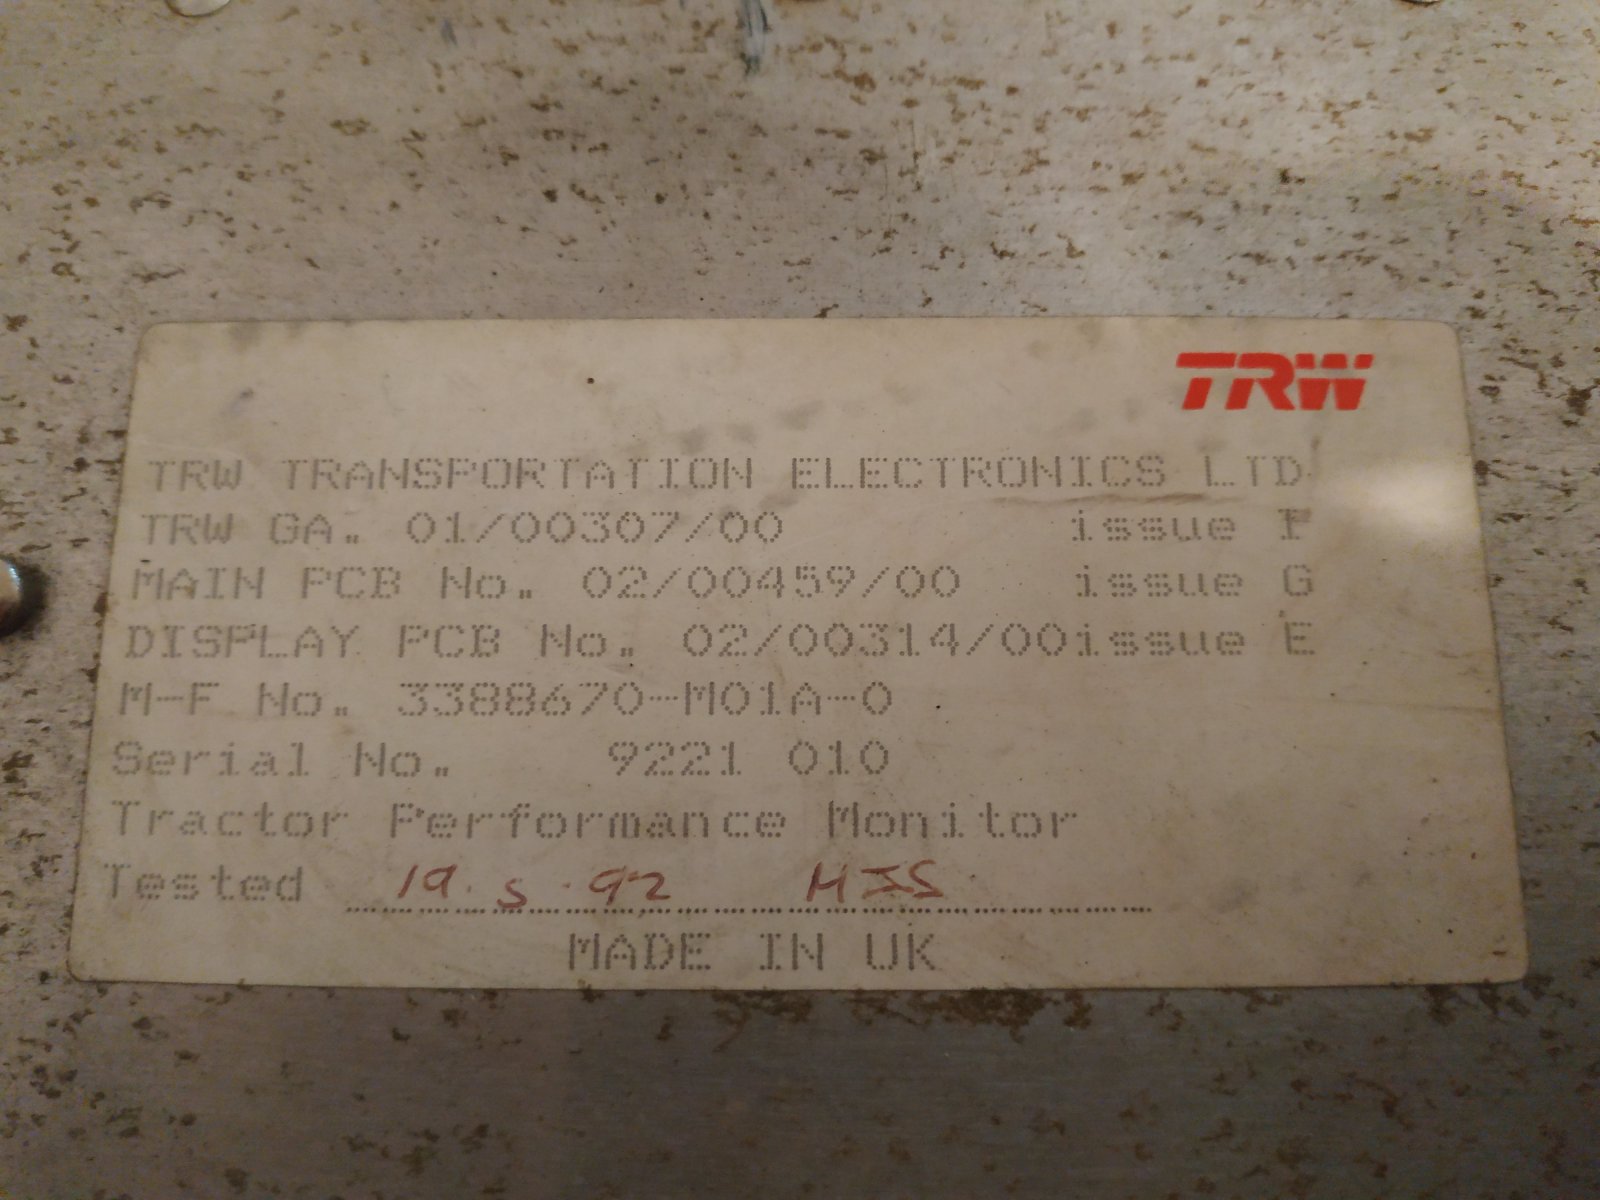 TRW
TRW TRANSPORTATION ELECTRONICS LTD
TRW GA. 01/00307/00 issue
MAIN PCB No. 02/00459/00 issue G
DISPLAY PCB No. 02/00314/00issue E
M-F No. 3388670-M01A-0
Serial No. 9221 010
Tractor Performance Monitor
Tested 19.5.92 MJS
MADE IN UK